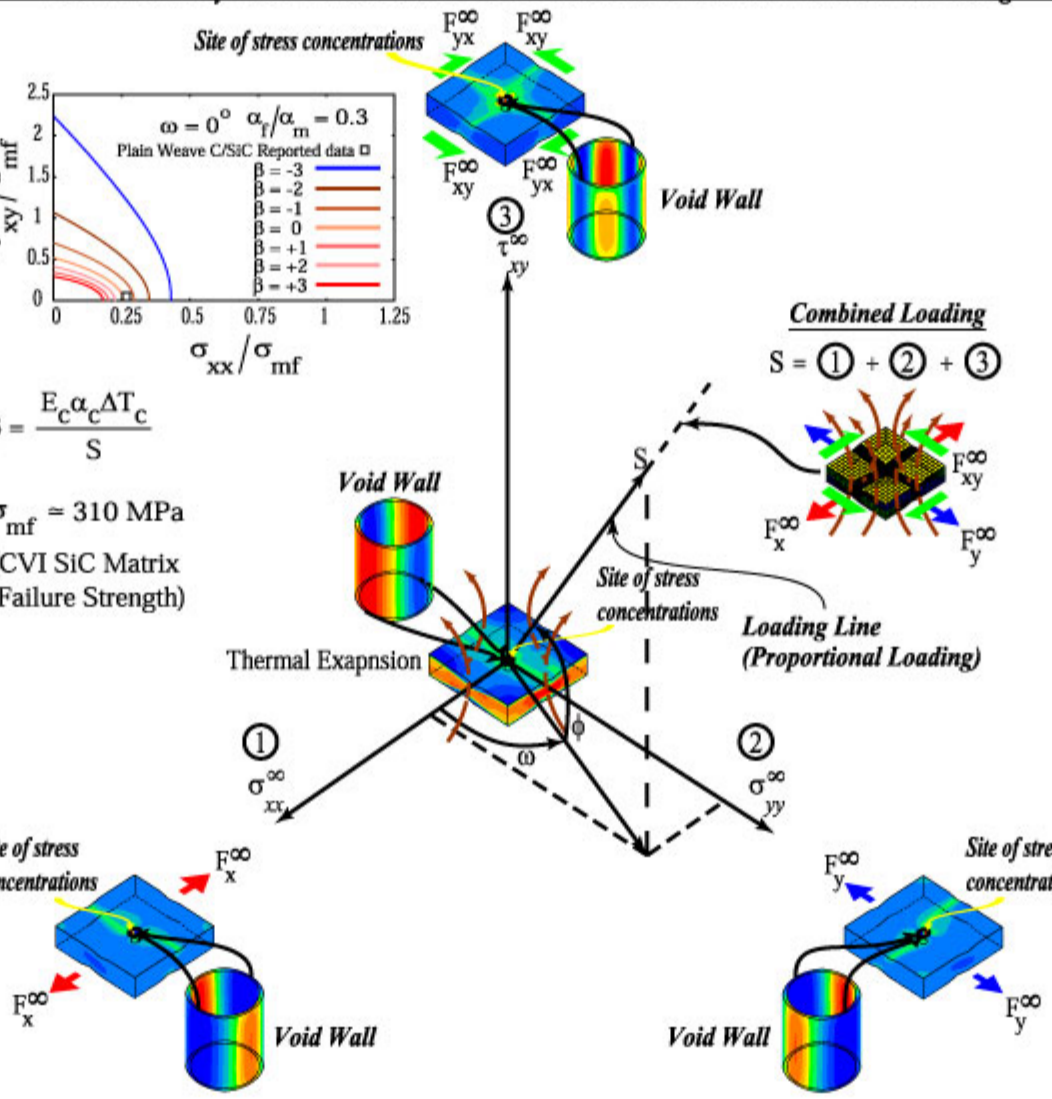 F∞yx F∞xy
Site of stress concentrations
2.5
2
1.5
1
0.5
0
xy / mf
ω = 0° αf/αm = 0.3
Plain Weave C/SiC Reported data
β = -3
β = -2
β = -1
β = 0
β = +1
β = +2
β = +3
0 0.25 0.5 0.75 1 1.25
σxx/σmf
F∞xy F∞yx
Void Wall
3
τ∞xy
Combined Loading
S = 1 + 2 + 3
F∞xy
F∞x
F∞y
= EcαcΔTc
S
mf ≃ 310 MPa
CVI SiC Matrix
Failure Strength)
Void Wall
S
Site of stress
concentrations
Loading Line
(Proportional Loading)
Thermal Exapnsion
ω
ϕ
1
σ∞xx
2
σ∞yy
of stress
F∞x
F∞x
Void Wall
F∞y
Site of
F∞y
Void Wall